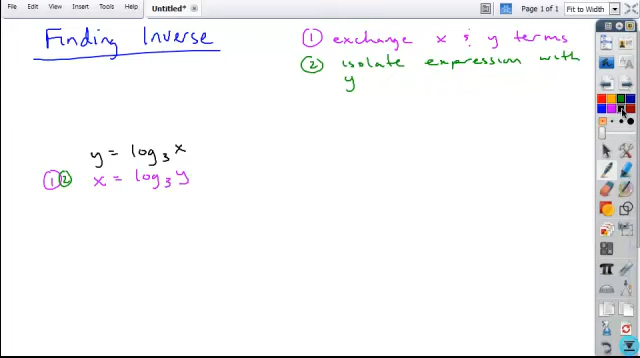 File Edit View Insert Tools Untitled* Page 1 of 1 Fit to Width
Finding Inverse
① exchange x & y terms
② isolate expression with
y
y = log₃ x
①② x = log₃ y